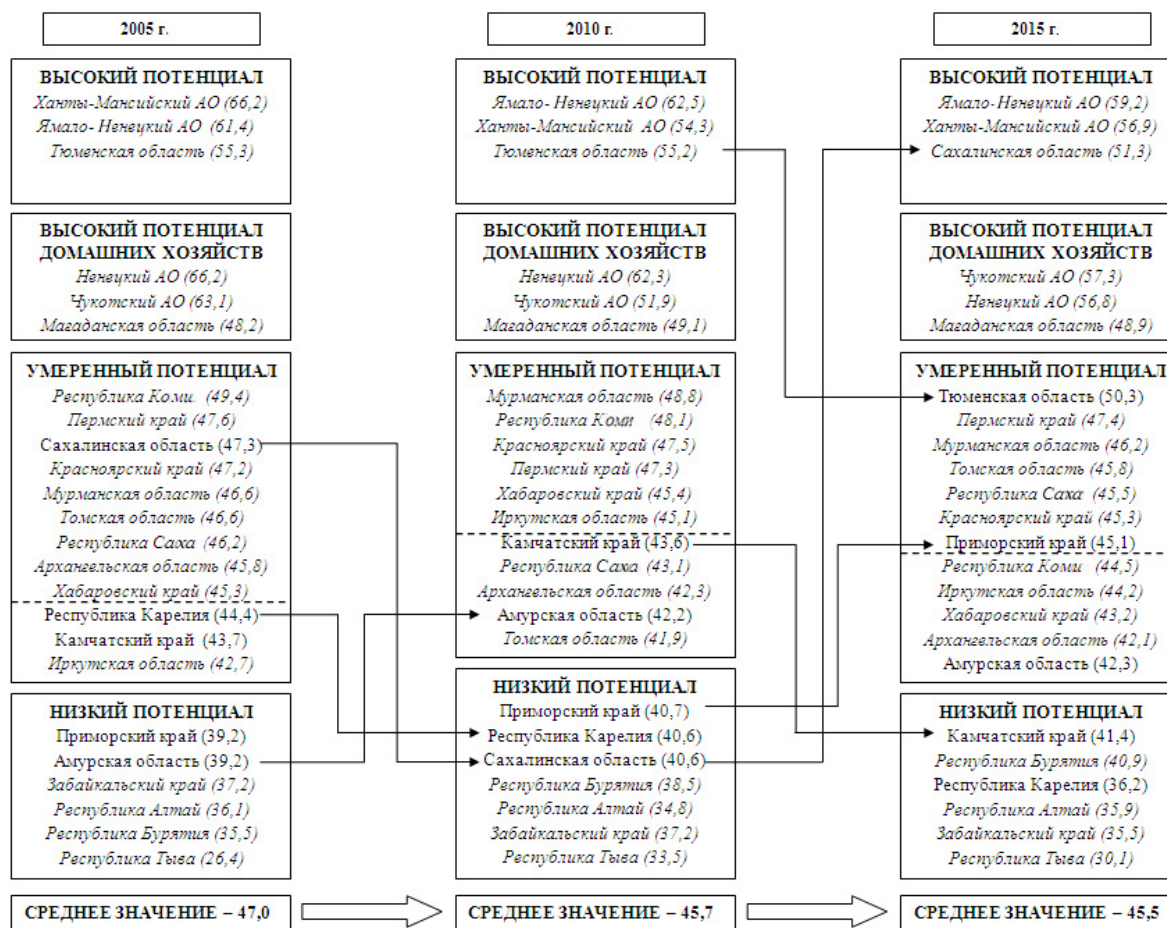 2005 г.
ВЫСОКИЙ ПОТЕНЦИАЛ
Ханты-Мансийский АО (66,2)
Ямало- Ненецкий АО (61,4)
Тюменская область (55,3)
ВЫСОКИЙ ПОТЕНЦИАЛ
ДОМАШНИХ ХОЗЯЙСТВ
Ненецкий АО (66,2)
Чукотский АО (63,1)
Магаданская область (48,2)
УМЕРЕННЫЙ ПОТЕНЦИАЛ
Республика Коми (49,4)
Пермский край (47,6)
Сахалинская область (47,3)
Красноярский край (47,2)
Мурманская область (46,6)
Томская область (46,6)
Республика Саха (46,2)
Архангельская область (45,8)
Хабаровский край (45,3)
Республика Карелия (44,4)
Камчатский край (43,7)
Иркутская область (42,7)
НИЗКИЙ ПОТЕНЦИАЛ
Приморский край (39,2)
Амурская область (39,2)
Забайкальский край (37,2)
Республика Алтай (36,1)
Республика Бурятия (35,5)
Республика Тыва (26,4)
СРЕДНЕЕ ЗНАЧЕНИЕ – 47,0
2010 г.
ВЫСОКИЙ ПОТЕНЦИАЛ
Ямало- Ненецкий АО (62,5)
Ханты-Мансийский АО (54,3)
Тюменская область (55,2)
ВЫСОКИЙ ПОТЕНЦИАЛ
ДОМАШНИХ ХОЗЯЙСТВ
Ненецкий АО (62,3)
Чукотский АО (51,9)
Магаданская область (49,1)
УМЕРЕННЫЙ ПОТЕНЦИАЛ
Мурманская область (48,8)
Республика Коми (48,1)
Красноярский край (47,5)
Пермский край (47,3)
Хабаровский край (45,4)
Иркутская область (45,1)
Камчатский край (43,6)
Республика Саха (43,1)
Архангельская область (42,3)
Амурская область (42,2)
Томская область (41,9)
НИЗКИЙ ПОТЕНЦИАЛ
Приморский край (40,7)
Республика Карелия (40,6)
Сахалинская область (40,6)
Республика Бурятия (38,5)
Республика Алтай (34,8)
Забайкальский край (37,2)
Республика Тыва (33,5)
СРЕДНЕЕ ЗНАЧЕНИЕ – 45,7
2015 г.
ВЫСОКИЙ ПОТЕНЦИАЛ
Ямало-Ненецкий АО (59,2)
Ханты-Мансийский АО (56,9)
Сахалинская область (51,3)
ВЫСОКИЙ ПОТЕНЦИАЛ
ДОМАШНИХ ХОЗЯЙСТВ
Чукотский АО (57,3)
Ненецкий АО (56,8)
Магаданская область (48,9)
УМЕРЕННЫЙ ПОТЕНЦИАЛ
Тюменская область (50,3)
Пермский край (47,4)
Мурманская область (46,2)
Томская область (45,8)
Республика Саха (45,5)
Красноярский край (45,3)
Приморский край (45,1)
Республика Коми (44,5)
Иркутская область (44,2)
Хабаровский край (43,2)
Архангельская область (42,1)
Амурская область (42,3)
НИЗКИЙ ПОТЕНЦИАЛ
Камчатский край (41,4)
Республика Бурятия (40,9)
Республика Карелия (36,2)
Республика Алтай (35,9)
Забайкальский край (35,5)
Республика Тыва (30,1)
СРЕДНЕЕ ЗНАЧЕНИЕ – 45,5